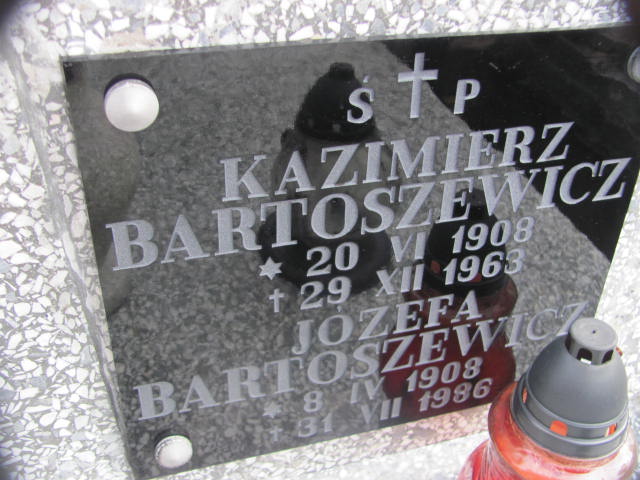 Ś † P
KAZIMIERZ
BARTOSZEWICZ
* 20 VI 1908
† 29 XII 1963
JÓZEFA
BARTOSZEWICZ
* 8 IV 1908
† 31 VII 1986